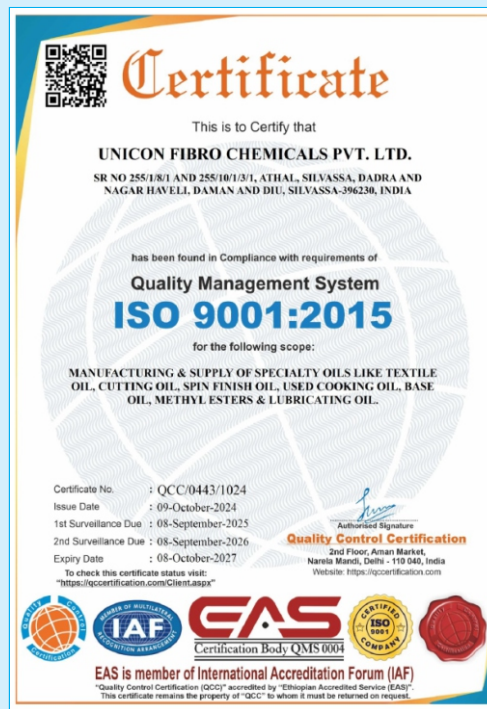 Certificate
This is to Certify that
UNICON FIBRO CHEMICALS PVT. LTD.
SR NO 255/1/8/1 AND 255/10/1/3/1, ATHAL, SILVASSA, DADRA AND
NAGAR HAVELI, DAMAN AND DIU, SILVASSA-396230, INDIA
has been found in Compliance with requirements of
Quality Management System
ISO 9001:2015
for the following scope:
MANUFACTURING & SUPPLY OF SPECIALTY OILS LIKE TEXTILE
OIL, CUTTING OIL, SPIN FINISH OIL, USED COOKING OIL, BASE
OIL, METHYL ESTERS & LUBRICATING OIL.
Certificate No. : QCC/0443/1024
Issue Date : 09-October-2024
1st Surveillance Due : 08-September-2025
2nd Surveillance Due : 08-September-2026
Expiry Date : 08-October-2027
To check this certificate status visit:
"https://qccertification.com/Client.aspx"
Authorised Signature
Quality Control Certification
2nd Floor, Aman Market,
Narela Mandi, Delhi - 110 040, India
Website: https://qccertification.com
Quality Control
Certification
MEMBER OF MULTILATERAL
IAF
RECOGNITION ARRANGEMENT
EAS
Certification Body QMS 0004
CERTIFIED
ISO
9001
COMPANY
EAS is member of International Accreditation Forum (IAF)
"Quality Control Certification (QCC)" accredited by "Ethiopian Accredited Service (EAS)".
This certificate remains the property of "QCC" to whom it must be returned on request.